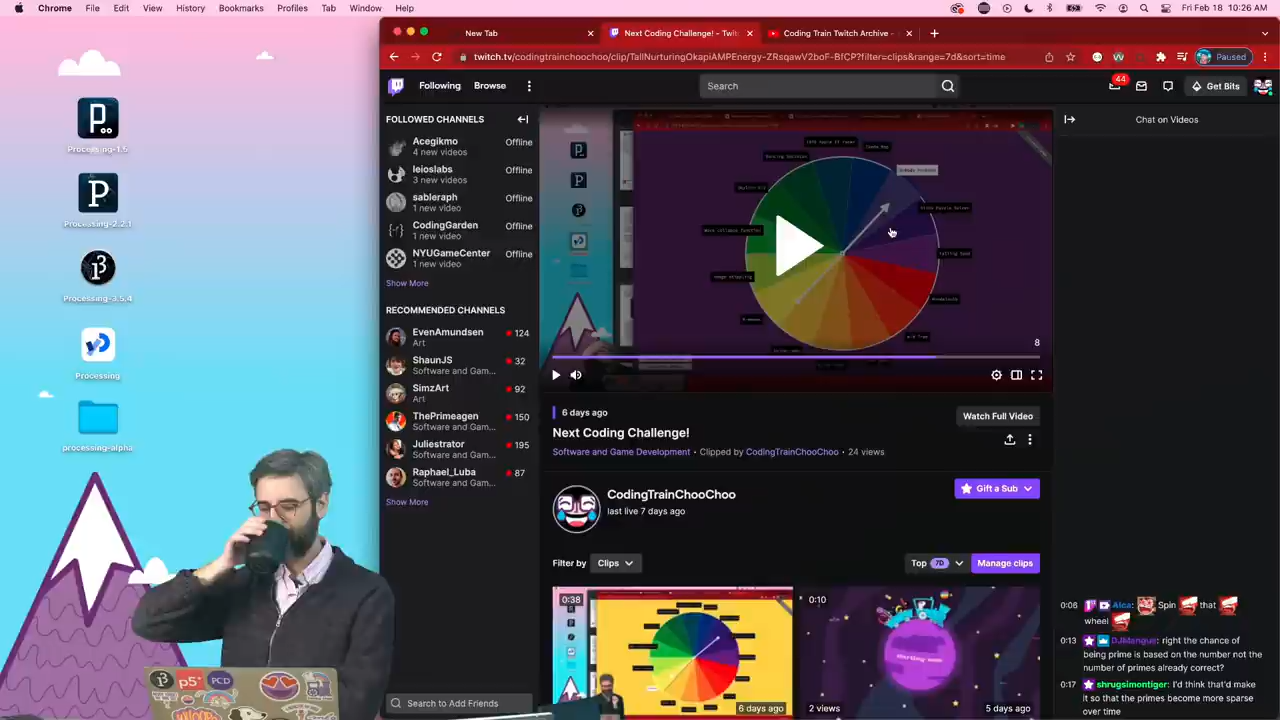 Chrome File Edit View History Bookmarks Profiles Tab Window Help
Fri Feb 18 10:26 AM
New Tab
Next Coding Challenge! - Twit
Coding Train Twitch Archive -
twitch.tv/codingtrainchoochoo/clip/TallNurturingOkapiAMPEnergy-ZRsqawV2boF-BfCP?filter=clips&range=7d&sort=time
Paused
Following
Browse
Search
44
Get Bits
FOLLOWED CHANNELS
Acegikmo
Offline
4 new videos
leioslabs
Offline
3 new videos
sableraph
Offline
1 new video
CodingGarden
Offline
1 new video
NYUGameCenter
Offline
1 new video
Show More
RECOMMENDED CHANNELS
EvenAmundsen
124
Art
ShaunJS
32
Software and Gam...
SimzArt
92
Art
ThePrimeagen
150
Software and Gam...
Juliestrator
195
Software and Gam...
Raphael_Luba
87
Software and Gam...
Show More
Search to Add Friends
Processing-1.5
Processing-2.2.1
Processing-3.5.4
Processing
processing-alpha
8
6 days ago
Watch Full Video
Next Coding Challenge!
Software and Game Development • Clipped by CodingTrainChooChoo • 24 views
CodingTrainChooChoo
last live 7 days ago
Gift a Sub
Filter by
Clips
Top 7D
Manage clips
0:38
6 days ago
0:10
starting soon
2 views
5 days ago
Chat on Videos
0:06 Alca: Spin that
wheel
0:13 DJMangus: right the chance of
being prime is based on the number not the
number of primes already correct?
0:17 shrugsimontiger: I'd think that'd make
it so that the primes become more sparse
over time
p5*
PCD